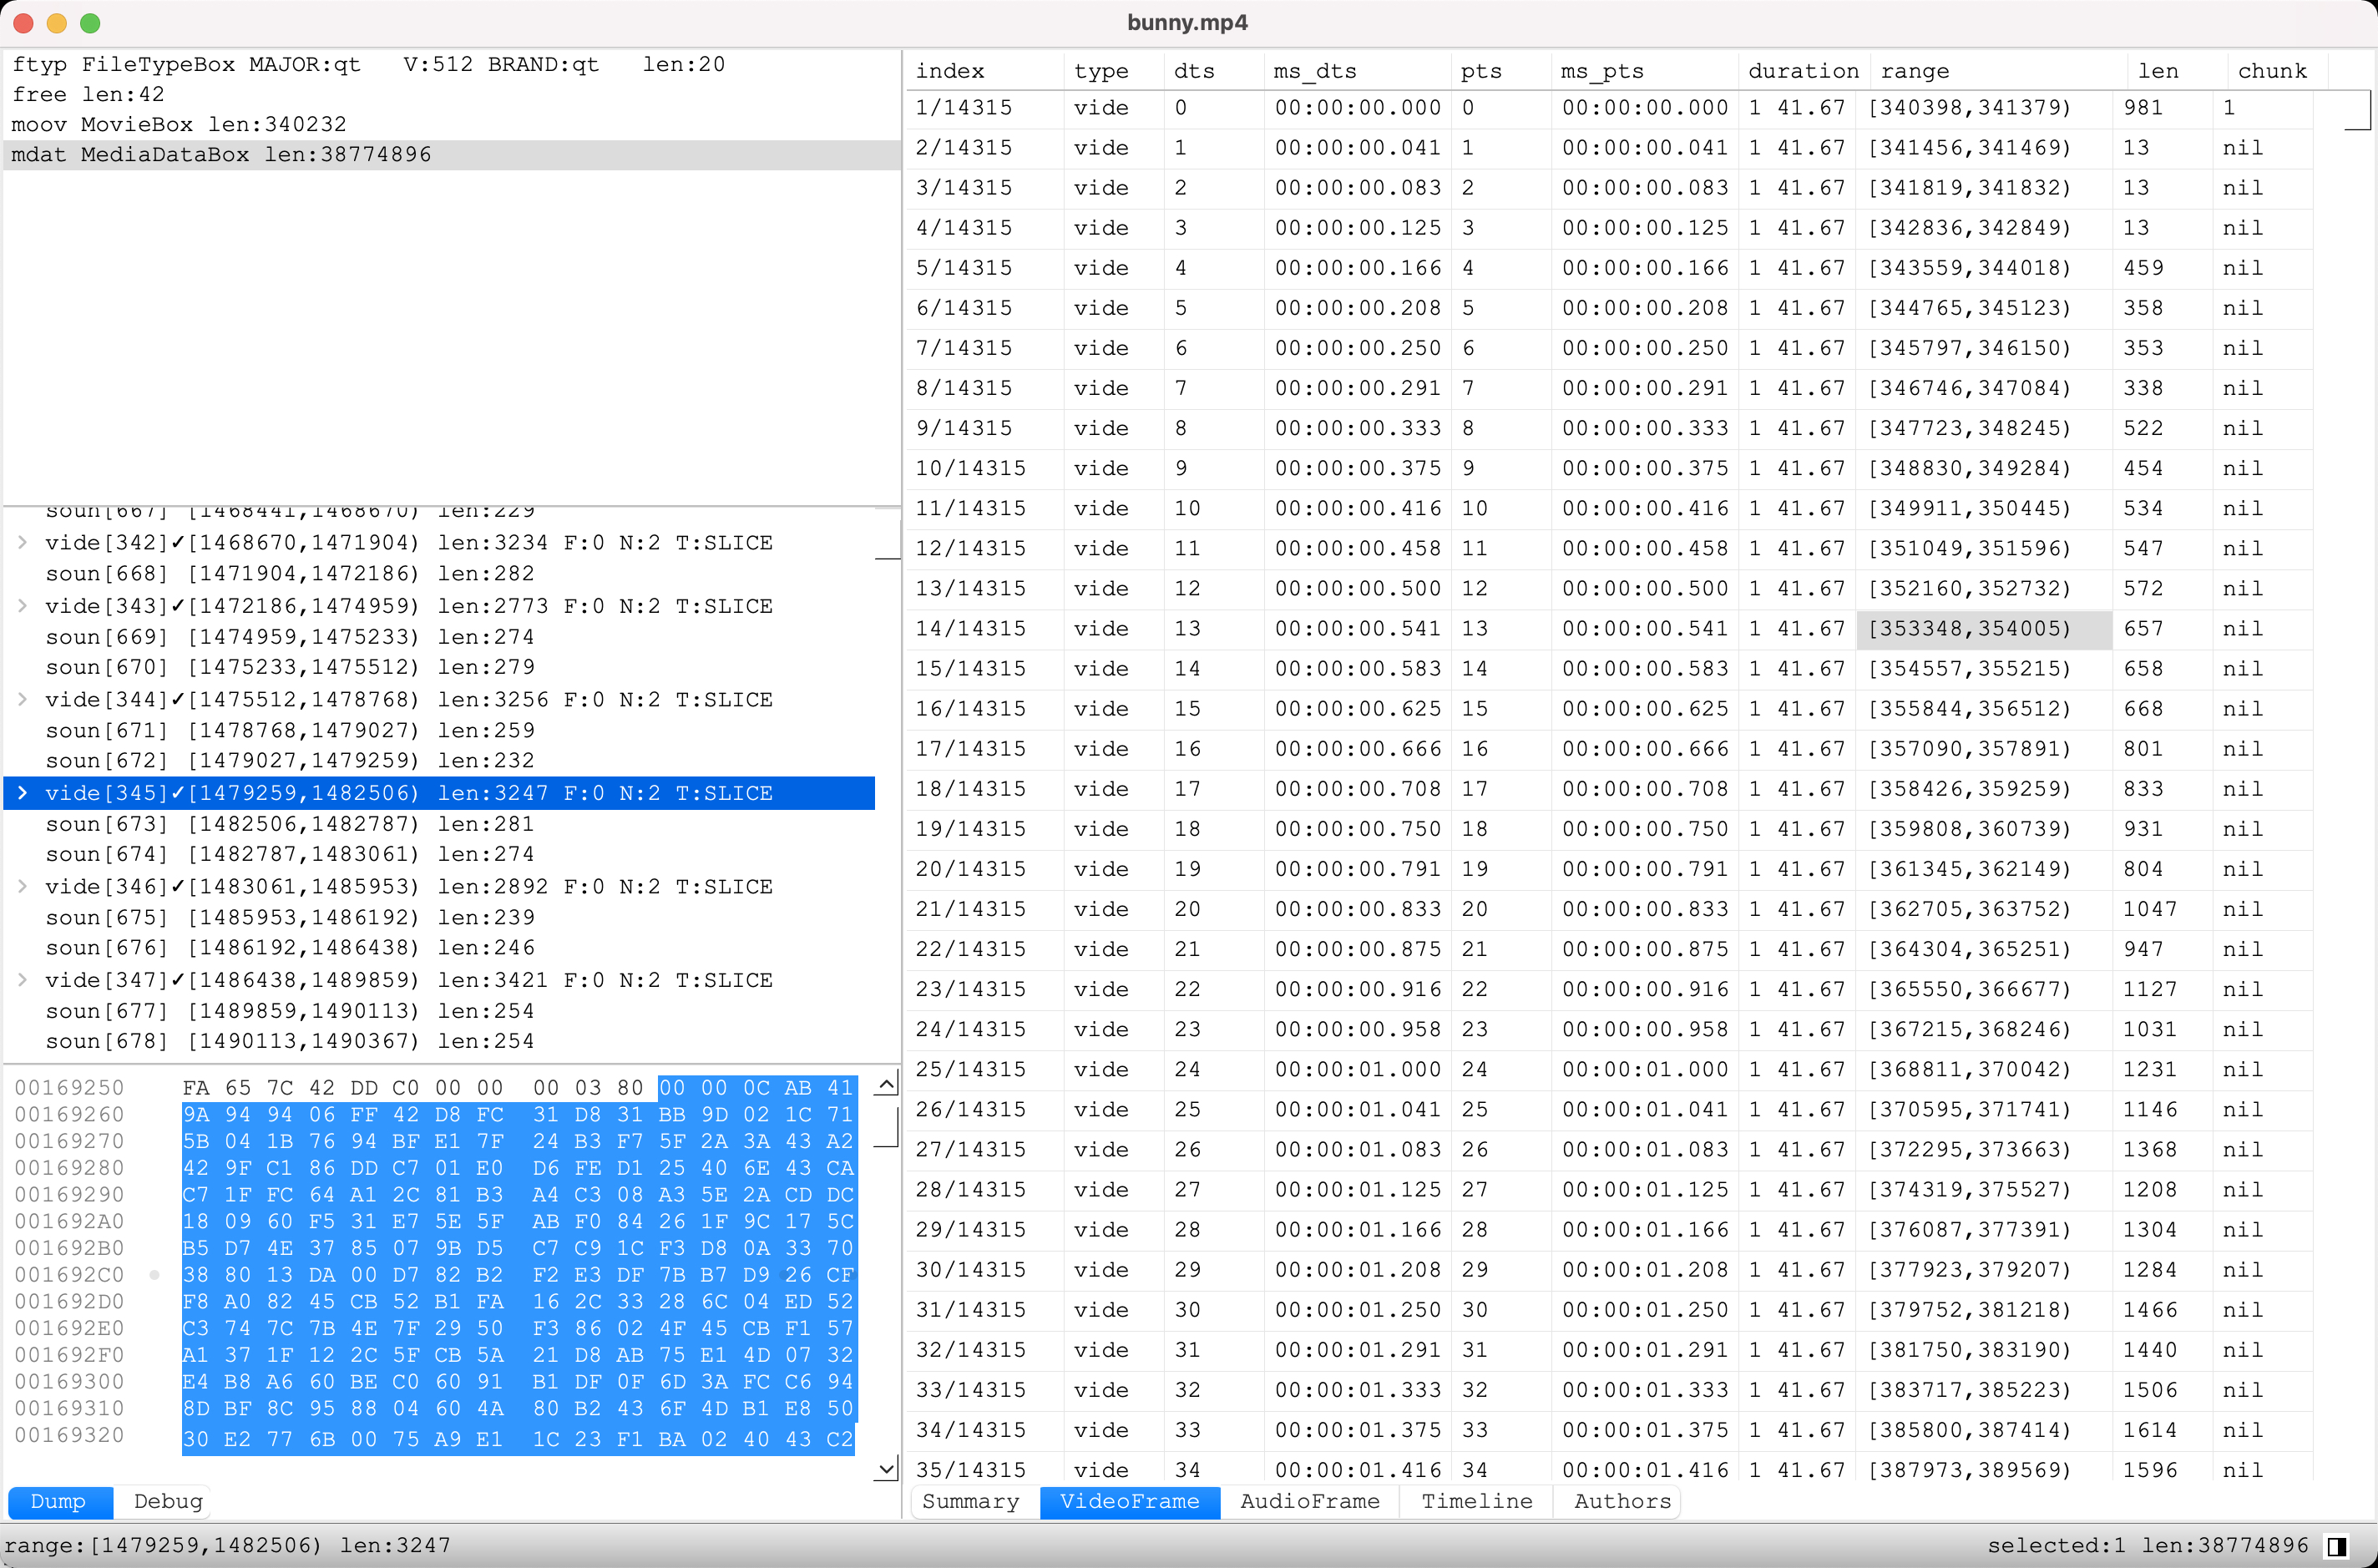 bunny.mp4
ftyp FileTypeBox MAJOR:qt   V:512 BRAND:qt   len:20
free len:42
moov MovieBox len:340232
mdat MediaDataBox len:38774896
soun[667] [1468441,1468670) len:229
vide[342]✓[1468670,1471904) len:3234 F:0 N:2 T:SLICE
soun[668] [1471904,1472186) len:282
vide[343]✓[1472186,1474959) len:2773 F:0 N:2 T:SLICE
soun[669] [1474959,1475233) len:274
soun[670] [1475233,1475512) len:279
vide[344]✓[1475512,1478768) len:3256 F:0 N:2 T:SLICE
soun[671] [1478768,1479027) len:259
soun[672] [1479027,1479259) len:232
vide[345]✓[1479259,1482506) len:3247 F:0 N:2 T:SLICE
soun[673] [1482506,1482787) len:281
soun[674] [1482787,1483061) len:274
vide[346]✓[1483061,1485953) len:2892 F:0 N:2 T:SLICE
soun[675] [1485953,1486192) len:239
soun[676] [1486192,1486438) len:246
vide[347]✓[1486438,1489859) len:3421 F:0 N:2 T:SLICE
soun[677] [1489859,1490113) len:254
soun[678] [1490113,1490367) len:254
00169250 FA 65 7C 42 DD C0 00 00 00 03 80 00 00 0C AB 41
00169260 9A 94 94 06 FF 42 D8 FC 31 D8 31 BB 9D 02 1C 71
00169270 5B 04 1B 76 94 BF E1 7F 24 B3 F7 5F 2A 3A 43 A2
00169280 42 9F C1 86 DD C7 01 E0 D6 FE D1 25 40 6E 43 CA
00169290 C7 1F FC 64 A1 2C 81 B3 A4 C3 08 A3 5E 2A CD DC
001692A0 18 09 60 F5 31 E7 5E 5F AB F0 84 26 1F 9C 17 5C
001692B0 B5 D7 4E 37 85 07 9B D5 C7 C9 1C F3 D8 0A 33 70
001692C0 38 80 13 DA 00 D7 82 B2 F2 E3 DF 7B B7 D9 26 CF
001692D0 F8 A0 82 45 CB 52 B1 FA 16 2C 33 28 6C 04 ED 52
001692E0 C3 74 7C 7B 4E 7F 29 50 F3 86 02 4F 45 CB F1 57
001692F0 A1 37 1F 12 2C 5F CB 5A 21 D8 AB 75 E1 4D 07 32
00169300 E4 B8 A6 60 BE C0 60 91 B1 DF 0F 6D 3A FC C6 94
00169310 8D BF 8C 95 88 04 60 4A 80 B2 43 6F 4D B1 E8 50
00169320 30 E2 77 6B 00 75 A9 E1 1C 23 F1 BA 02 40 43 C2
Dump Debug
index type dts ms_dts pts ms_pts duration range len chunk
1/14315 vide 0 00:00:00.000 0 00:00:00.000 1 41.67 [340398,341379) 981 1
2/14315 vide 1 00:00:00.041 1 00:00:00.041 1 41.67 [341456,341469) 13 nil
3/14315 vide 2 00:00:00.083 2 00:00:00.083 1 41.67 [341819,341832) 13 nil
4/14315 vide 3 00:00:00.125 3 00:00:00.125 1 41.67 [342836,342849) 13 nil
5/14315 vide 4 00:00:00.166 4 00:00:00.166 1 41.67 [343559,344018) 459 nil
6/14315 vide 5 00:00:00.208 5 00:00:00.208 1 41.67 [344765,345123) 358 nil
7/14315 vide 6 00:00:00.250 6 00:00:00.250 1 41.67 [345797,346150) 353 nil
8/14315 vide 7 00:00:00.291 7 00:00:00.291 1 41.67 [346746,347084) 338 nil
9/14315 vide 8 00:00:00.333 8 00:00:00.333 1 41.67 [347723,348245) 522 nil
10/14315 vide 9 00:00:00.375 9 00:00:00.375 1 41.67 [348830,349284) 454 nil
11/14315 vide 10 00:00:00.416 10 00:00:00.416 1 41.67 [349911,350445) 534 nil
12/14315 vide 11 00:00:00.458 11 00:00:00.458 1 41.67 [351049,351596) 547 nil
13/14315 vide 12 00:00:00.500 12 00:00:00.500 1 41.67 [352160,352732) 572 nil
14/14315 vide 13 00:00:00.541 13 00:00:00.541 1 41.67 [353348,354005) 657 nil
15/14315 vide 14 00:00:00.583 14 00:00:00.583 1 41.67 [354557,355215) 658 nil
16/14315 vide 15 00:00:00.625 15 00:00:00.625 1 41.67 [355844,356512) 668 nil
17/14315 vide 16 00:00:00.666 16 00:00:00.666 1 41.67 [357090,357891) 801 nil
18/14315 vide 17 00:00:00.708 17 00:00:00.708 1 41.67 [358426,359259) 833 nil
19/14315 vide 18 00:00:00.750 18 00:00:00.750 1 41.67 [359808,360739) 931 nil
20/14315 vide 19 00:00:00.791 19 00:00:00.791 1 41.67 [361345,362149) 804 nil
21/14315 vide 20 00:00:00.833 20 00:00:00.833 1 41.67 [362705,363752) 1047 nil
22/14315 vide 21 00:00:00.875 21 00:00:00.875 1 41.67 [364304,365251) 947 nil
23/14315 vide 22 00:00:00.916 22 00:00:00.916 1 41.67 [365550,366677) 1127 nil
24/14315 vide 23 00:00:00.958 23 00:00:00.958 1 41.67 [367215,368246) 1031 nil
25/14315 vide 24 00:00:01.000 24 00:00:01.000 1 41.67 [368811,370042) 1231 nil
26/14315 vide 25 00:00:01.041 25 00:00:01.041 1 41.67 [370595,371741) 1146 nil
27/14315 vide 26 00:00:01.083 26 00:00:01.083 1 41.67 [372295,373663) 1368 nil
28/14315 vide 27 00:00:01.125 27 00:00:01.125 1 41.67 [374319,375527) 1208 nil
29/14315 vide 28 00:00:01.166 28 00:00:01.166 1 41.67 [376087,377391) 1304 nil
30/14315 vide 29 00:00:01.208 29 00:00:01.208 1 41.67 [377923,379207) 1284 nil
31/14315 vide 30 00:00:01.250 30 00:00:01.250 1 41.67 [379752,381218) 1466 nil
32/14315 vide 31 00:00:01.291 31 00:00:01.291 1 41.67 [381750,383190) 1440 nil
33/14315 vide 32 00:00:01.333 32 00:00:01.333 1 41.67 [383717,385223) 1506 nil
34/14315 vide 33 00:00:01.375 33 00:00:01.375 1 41.67 [385800,387414) 1614 nil
35/14315 vide 34 00:00:01.416 34 00:00:01.416 1 41.67 [387973,389569) 1596 nil
Summary VideoFrame AudioFrame Timeline Authors
range:[1479259,1482506) len:3247
selected:1 len:38774896